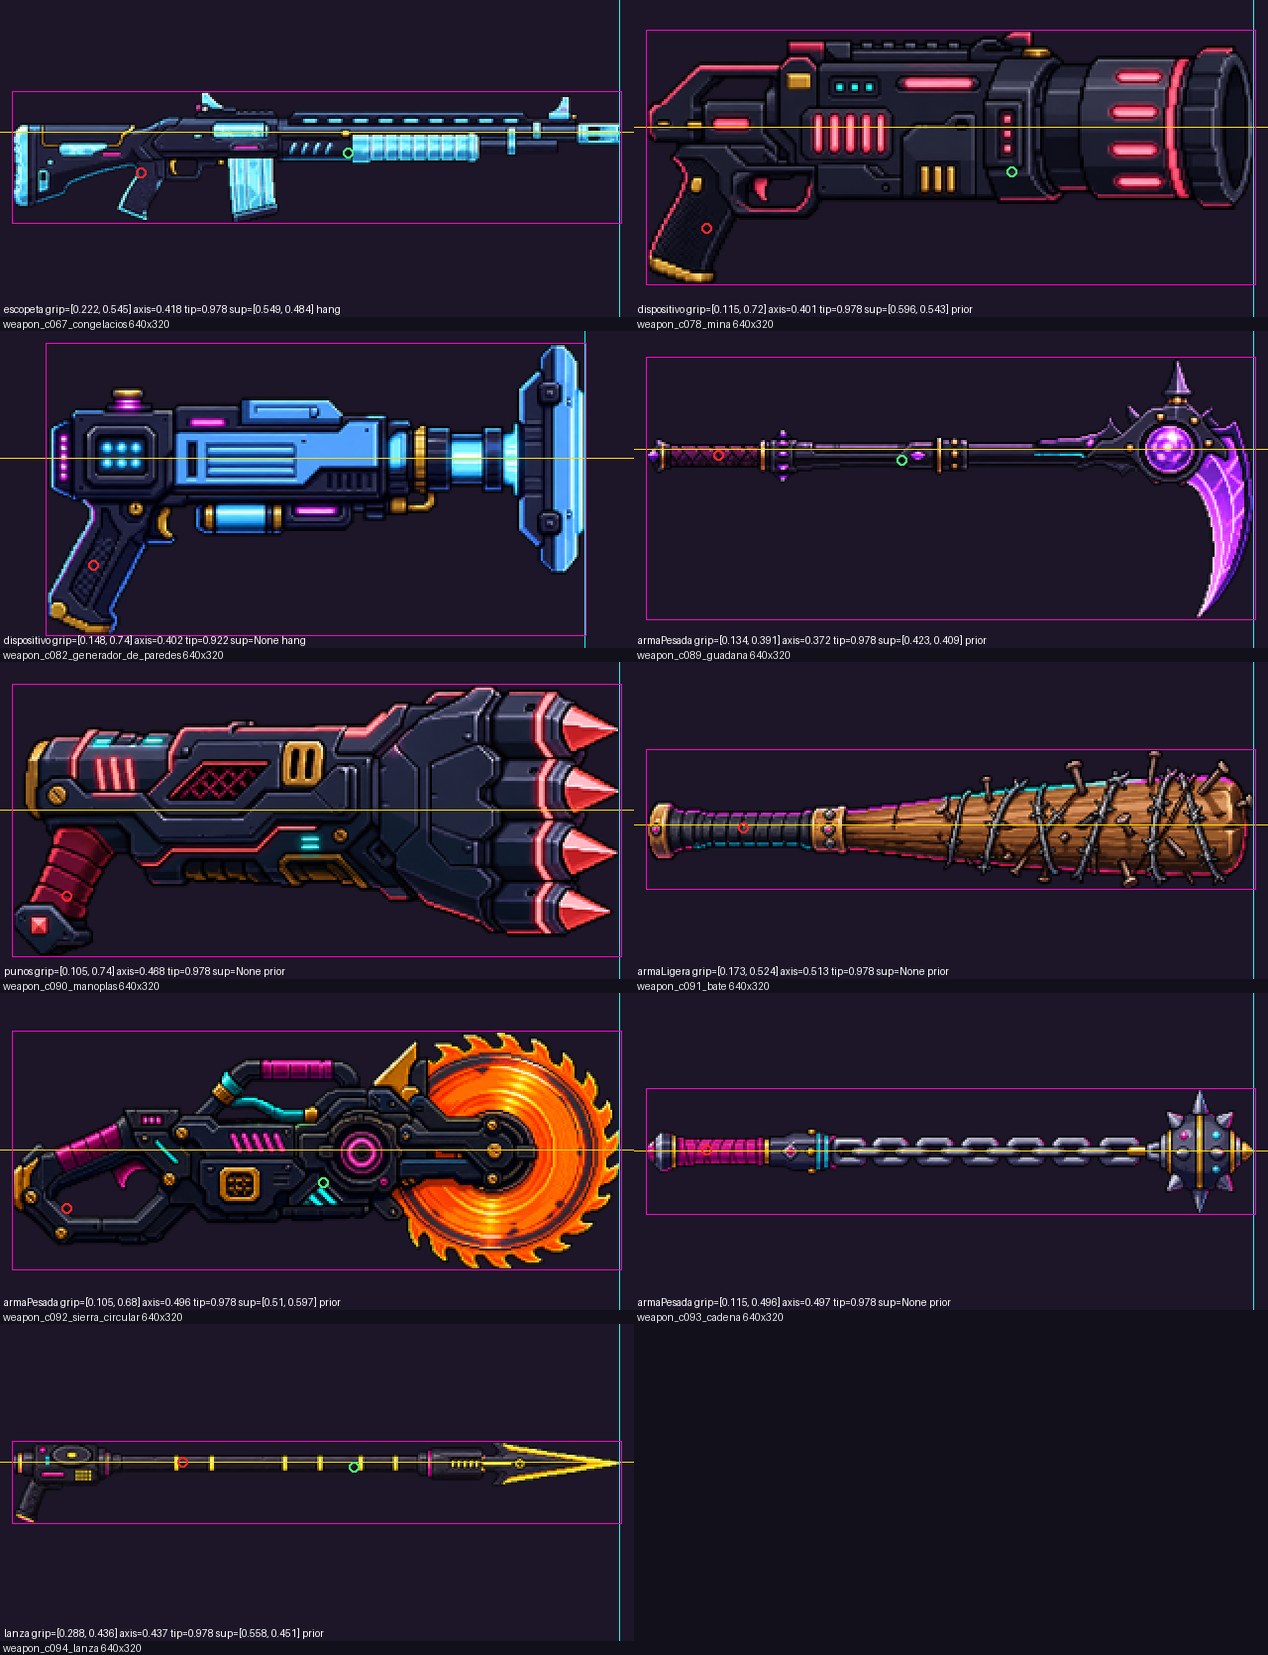 escopeta grip=[0.222, 0.545] axis=0.418 tip=0.978 sup=[0.549, 0.484] hang
weapon_c067_congelacios 640x320
dispositivo grip=[0.115, 0.72] axis=0.401 tip=0.978 sup=[0.596, 0.543] prior
weapon_c078_mina 640x320
dispositivo grip=[0.148, 0.74] axis=0.402 tip=0.922 sup=None hang
weapon_c082_generador_de_paredes 640x320
armaPesada grip=[0.134, 0.391] axis=0.372 tip=0.978 sup=[0.423, 0.409] prior
weapon_c089_guadana 640x320
punos grip=[0.105, 0.74] axis=0.468 tip=0.978 sup=None prior
weapon_c090_manoplas 640x320
armaLigera grip=[0.173, 0.524] axis=0.513 tip=0.978 sup=None prior
weapon_c091_bate 640x320
armaPesada grip=[0.105, 0.68] axis=0.496 tip=0.978 sup=[0.51, 0.597] prior
weapon_c092_sierra_circular 640x320
armaPesada grip=[0.115, 0.496] axis=0.497 tip=0.978 sup=None prior
weapon_c093_cadena 640x320
lanza grip=[0.288, 0.436] axis=0.437 tip=0.978 sup=[0.558, 0.451] prior
weapon_c094_lanza 640x320